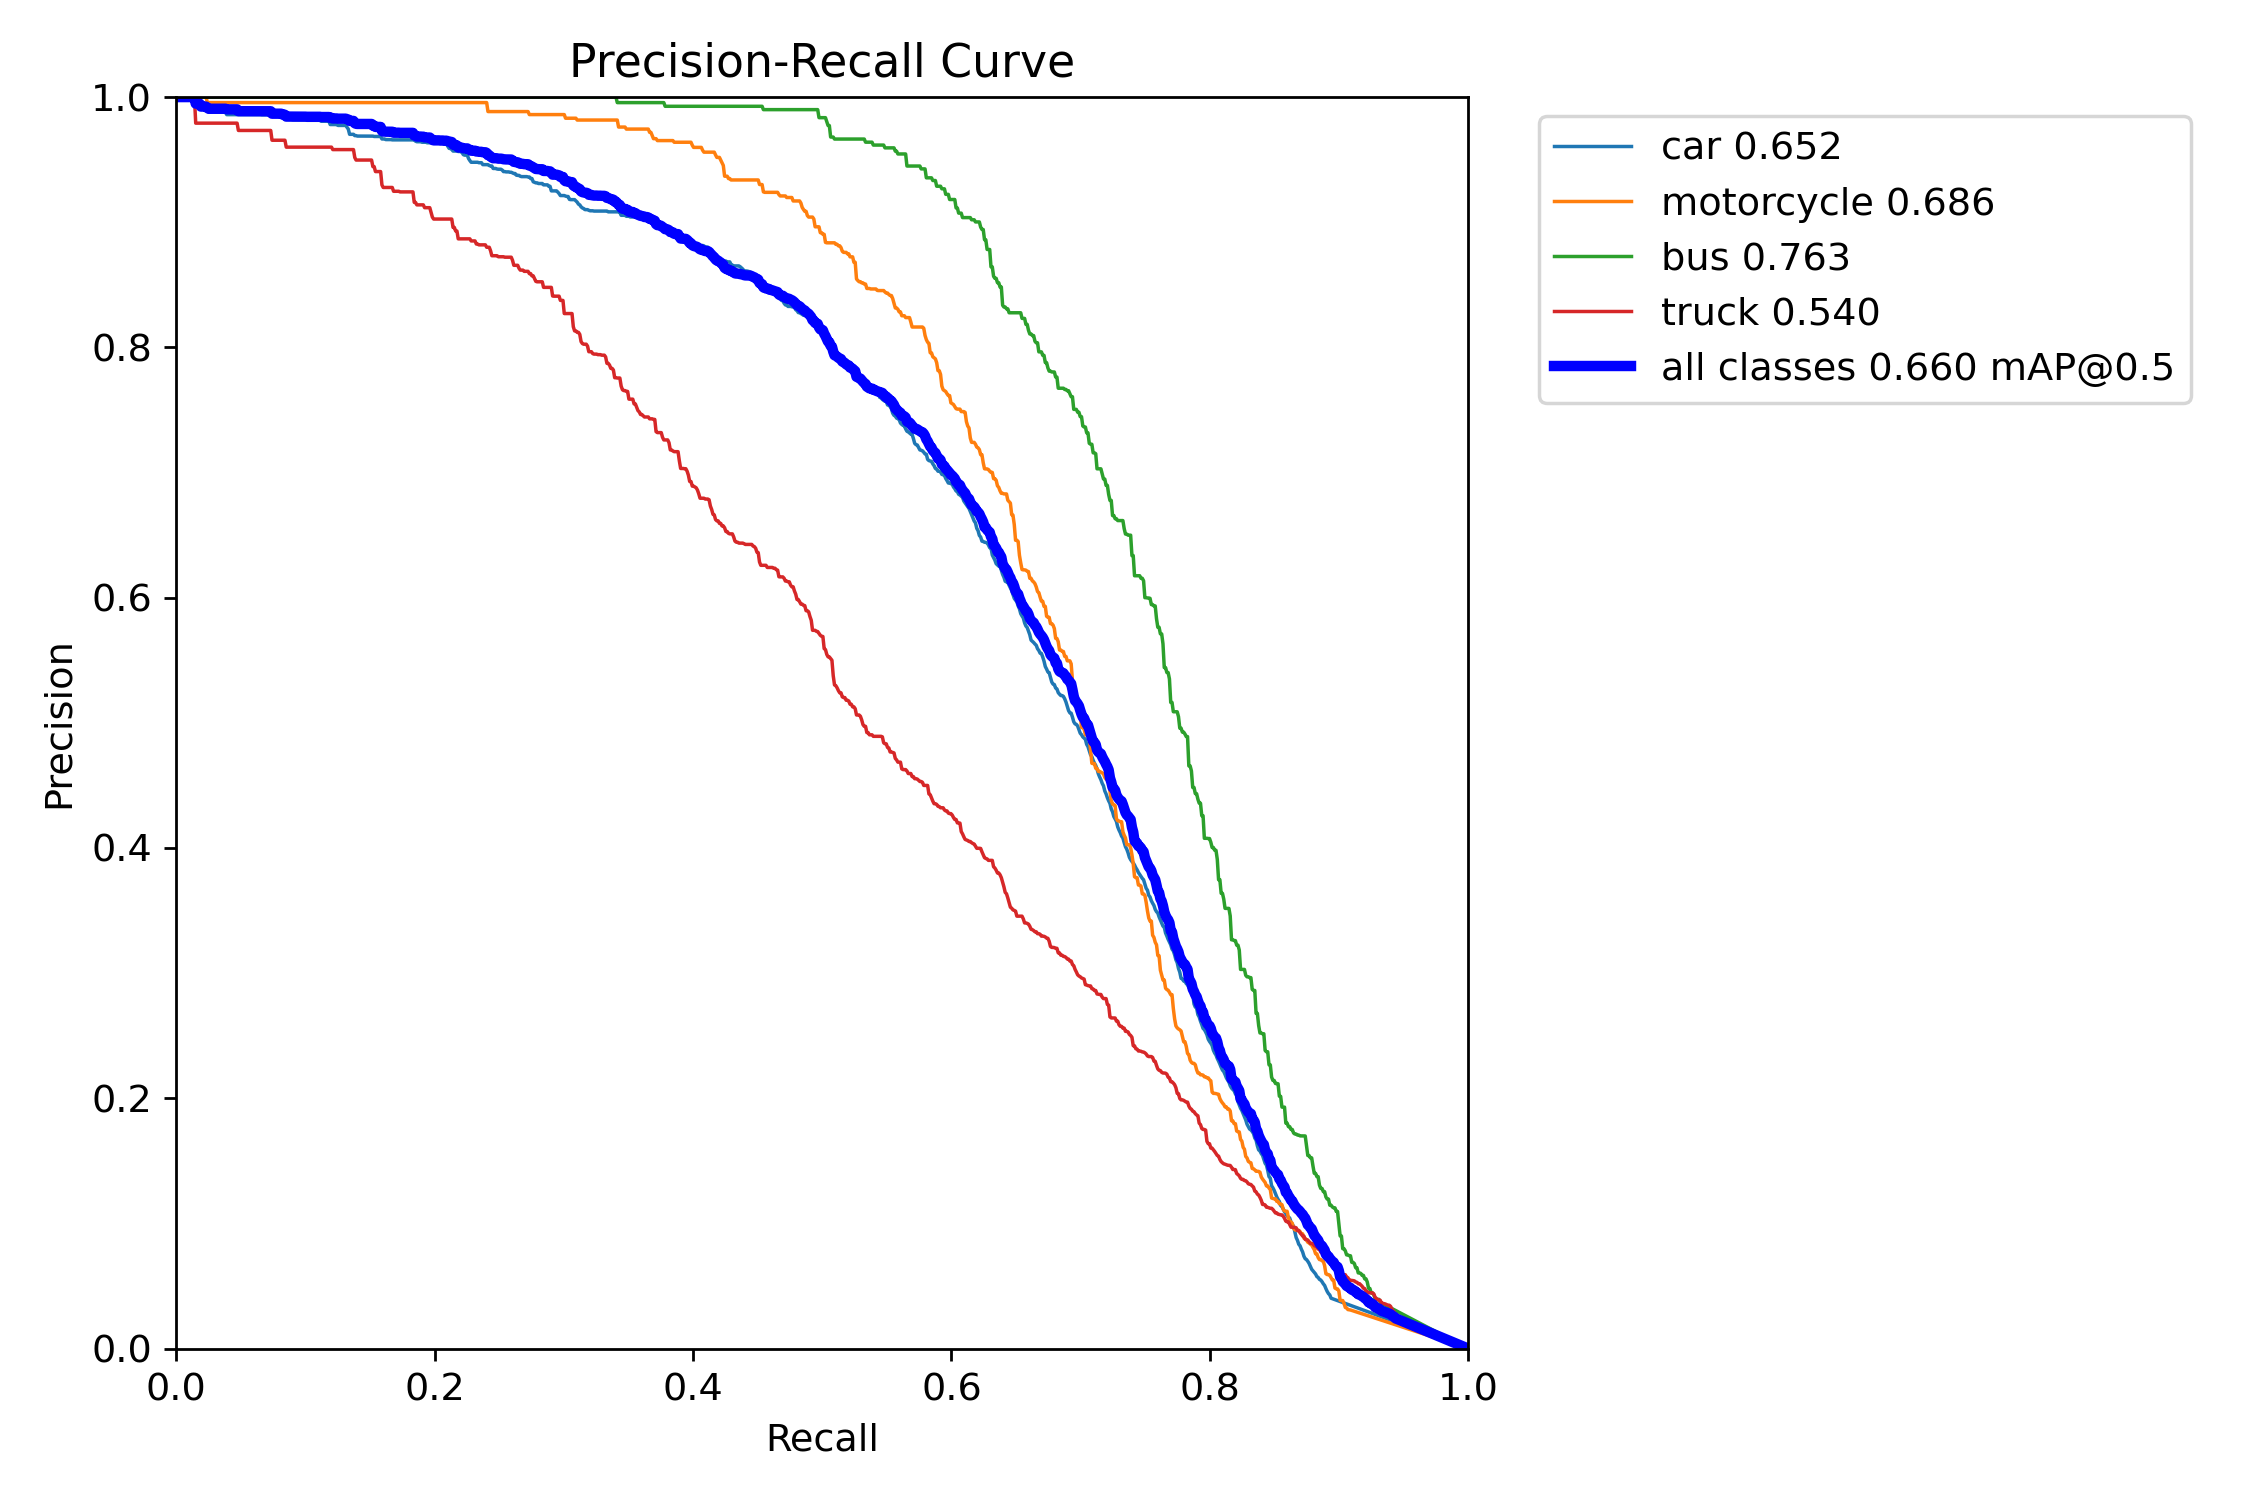 Precision-Recall Curve
1.0
0.8
0.6
0.4
0.2
0.0
Precision
0.0 0.2 0.4 0.6 0.8 1.0
Recall
car 0.652
motorcycle 0.686
bus 0.763
truck 0.540
all classes 0.660 mAP@0.5